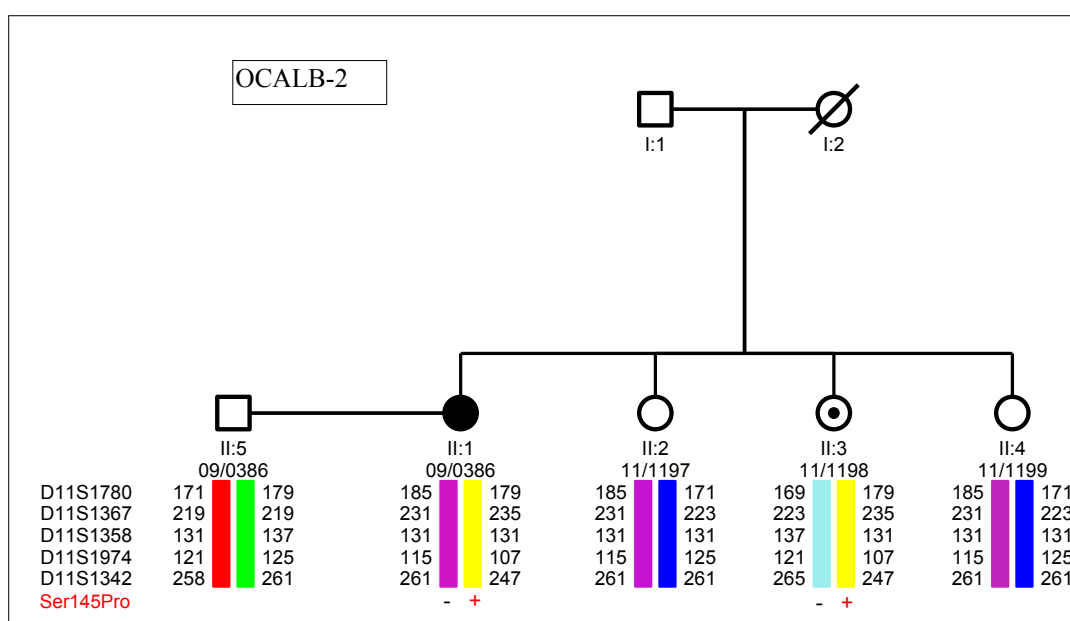 OCALB-2
I:1 I:2
II:5 II:1 II:2 II:3 II:4
09/0386 09/0386 11/1197 11/1198 11/1199
D11S1780 171 179 185 179 185 171 169 179 185 171
D11S1367 219 219 231 235 231 223 223 235 231 223
D11S1358 131 137 131 131 131 131 137 131 131 131
D11S1974 121 125 115 107 115 125 121 107 115 125
D11S1342 258 261 261 247 261 261 265 247 261 261
Ser145Pro - + - +